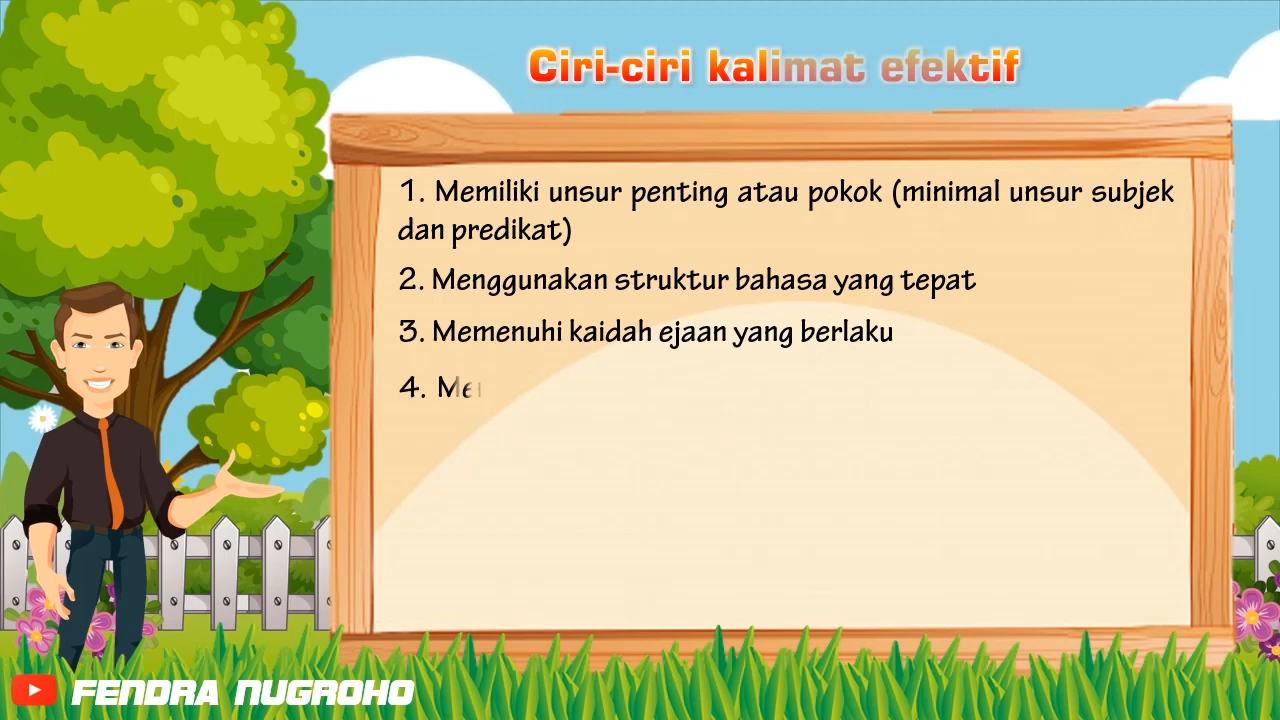 Ciri-ciri kalimat efektif
1. Memiliki unsur penting atau pokok (minimal unsur subjek
dan predikat)
2. Menggunakan struktur bahasa yang tepat
3. Memenuhi kaidah ejaan yang berlaku
4.
FENDRA NUGROHO